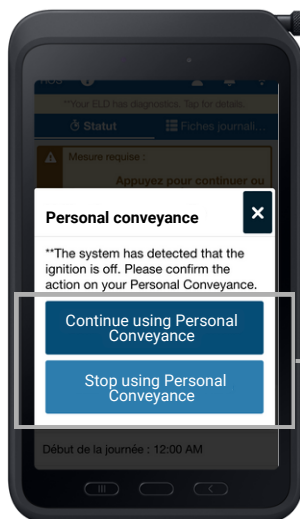 **Your ELD has diagnostics. Tap for details.
Statut
Fiches journali...
Mesure requise :
Appuyez pour continuer ou
Personal conveyance
**The system has detected that the
ignition is off. Please confirm the
action on your Personal Conveyance.
Continue using Personal
Conveyance
Stop using Personal
Conveyance
Début de la journée : 12:00 AM